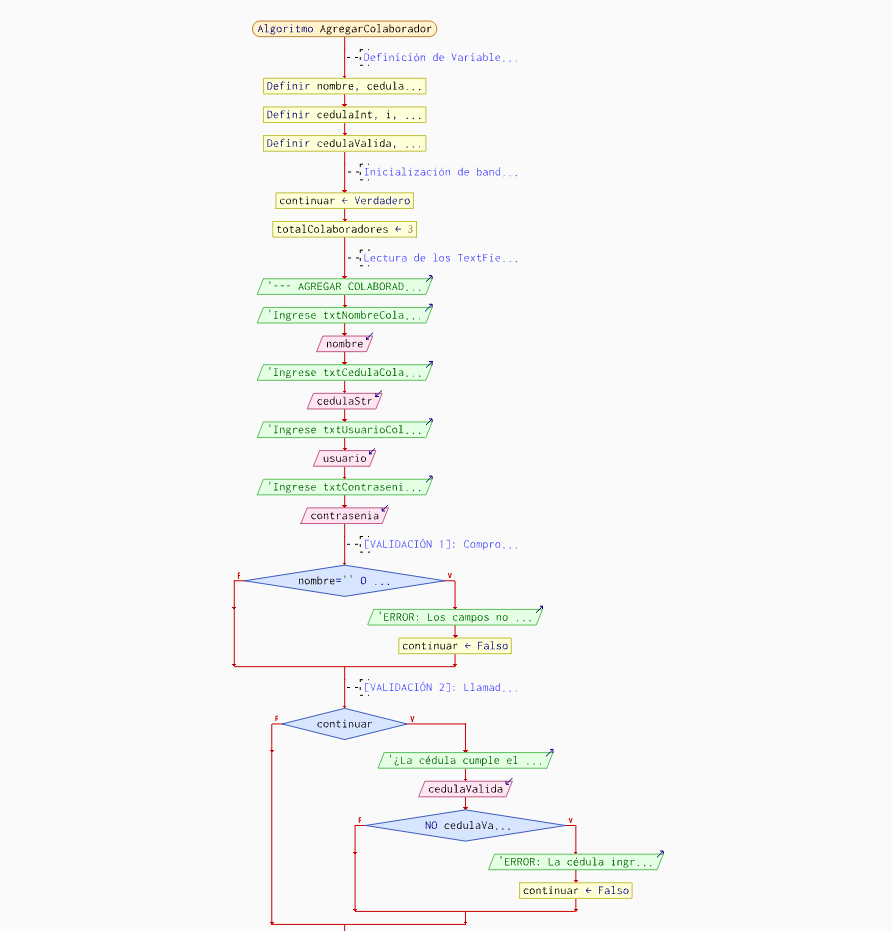 Algoritmo AgregarColaborador
Definición de Variable...
Definir nombre, cedula...
Definir cedulaInt, i, ...
Definir cedulaValida, ...
Inicialización de band...
continuar ← Verdadero
totalColaboradores ← 3
Lectura de los TextFie...
'--- AGREGAR COLABORAD...
'Ingrese txtNombreCola...
nombre
'Ingrese txtCedulaCola...
cedulaStr
'Ingrese txtUsuarioCol...
usuario
'Ingrese txtContraseni...
contrasenia
[VALIDACIÓN 1]: Compro...
F
V
nombre='' O ...
'ERROR: Los campos no ...
continuar ← Falso
[VALIDACIÓN 2]: Llamad...
F
V
continuar
'¿La cédula cumple el ...
cedulaValida
F
V
NO cedulaVa...
'ERROR: La cédula ingr...
continuar ← Falso